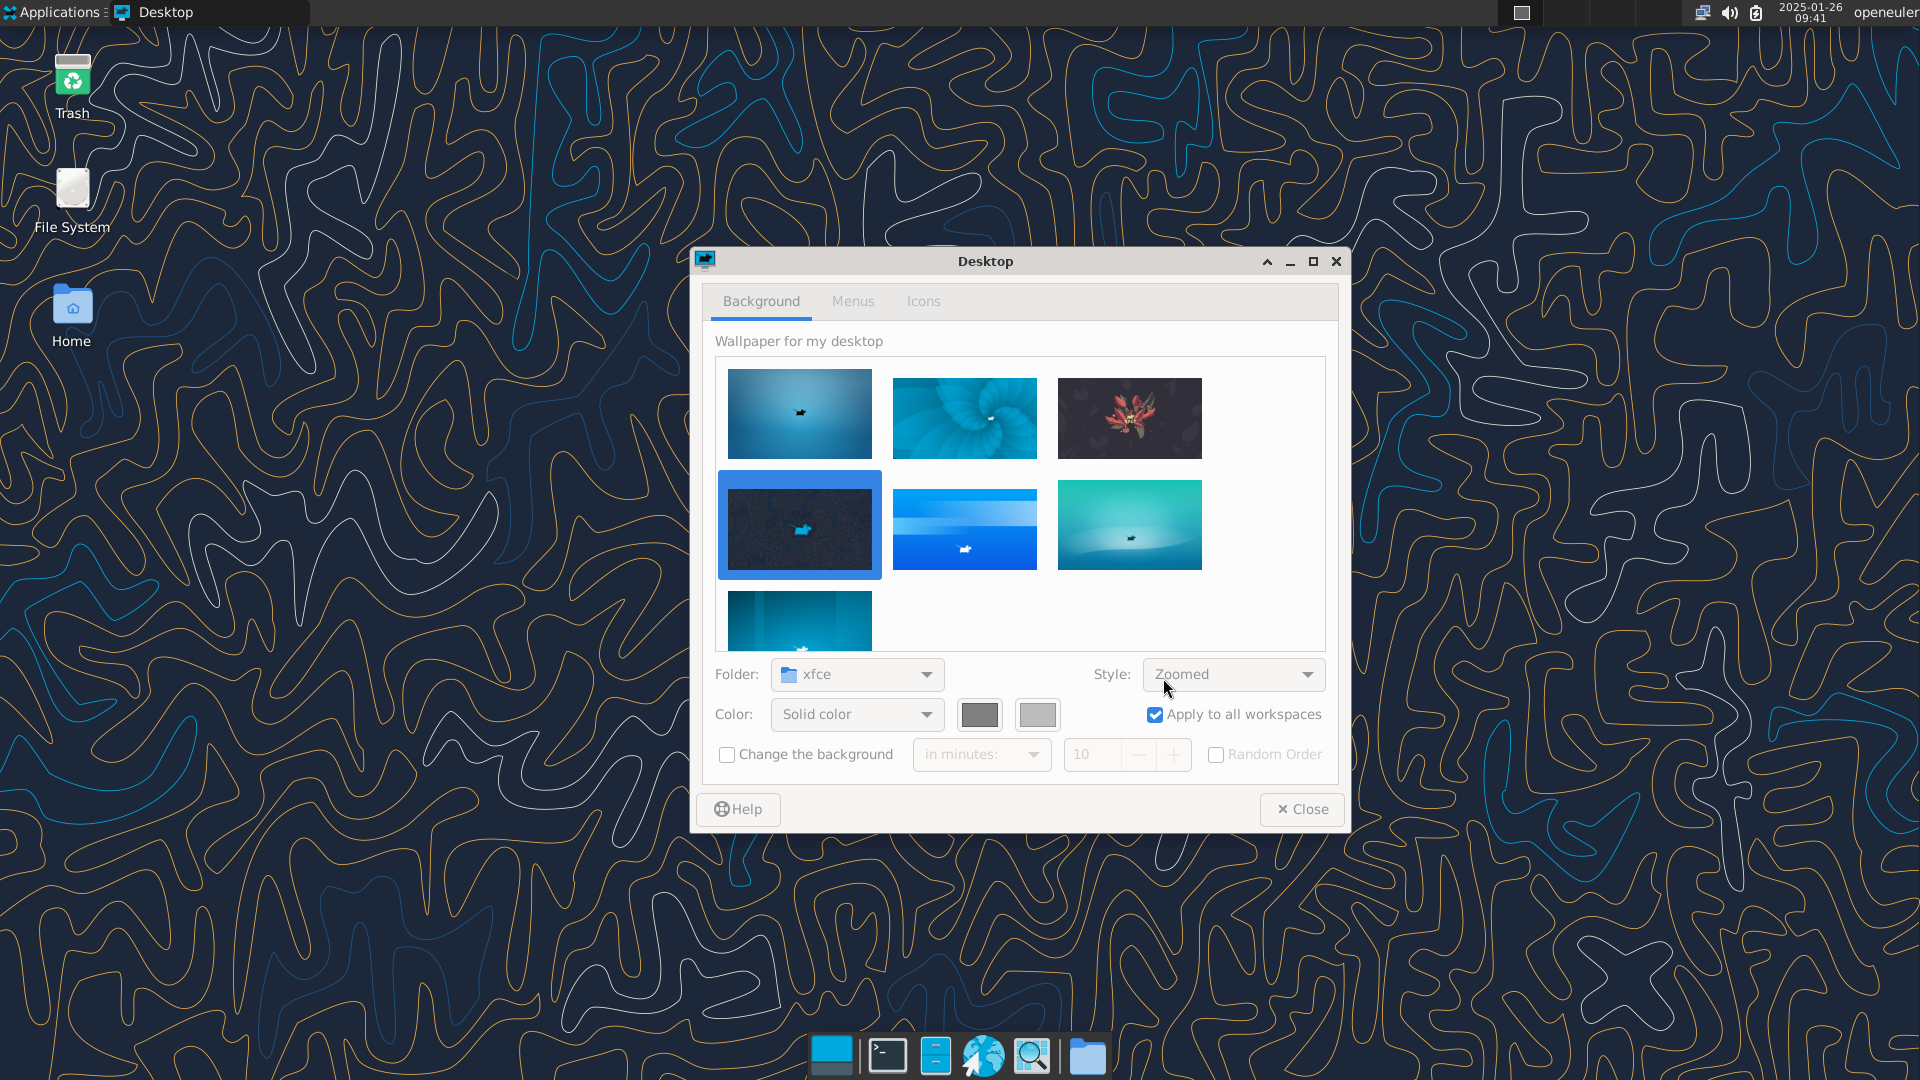 Applications
Desktop
2025-01-26
09:41
openeuler
Trash
File System
Home
Desktop
Background
Menus
Icons
Wallpaper for my desktop
Folder:
xfce
Style:
Zoomed
Color:
Solid color
Apply to all workspaces
Change the background
in minutes:
10
Random Order
Help
Close